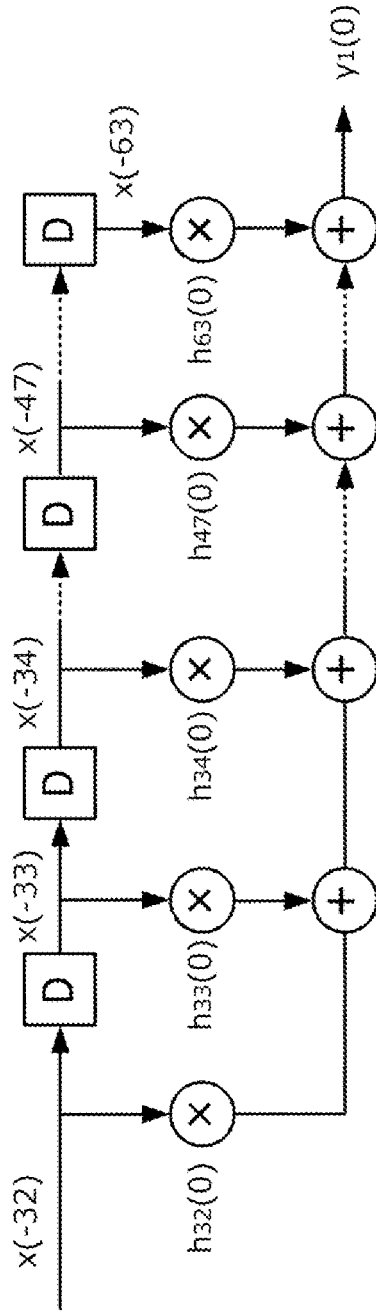 x(-32)
x(-33)
x(-34)
x(-47)
x(-63)
D
D
D
D
h32(0)
h33(0)
h34(0)
h47(0)
h63(0)
×
×
×
×
×
+
+
+
+
y1(0)